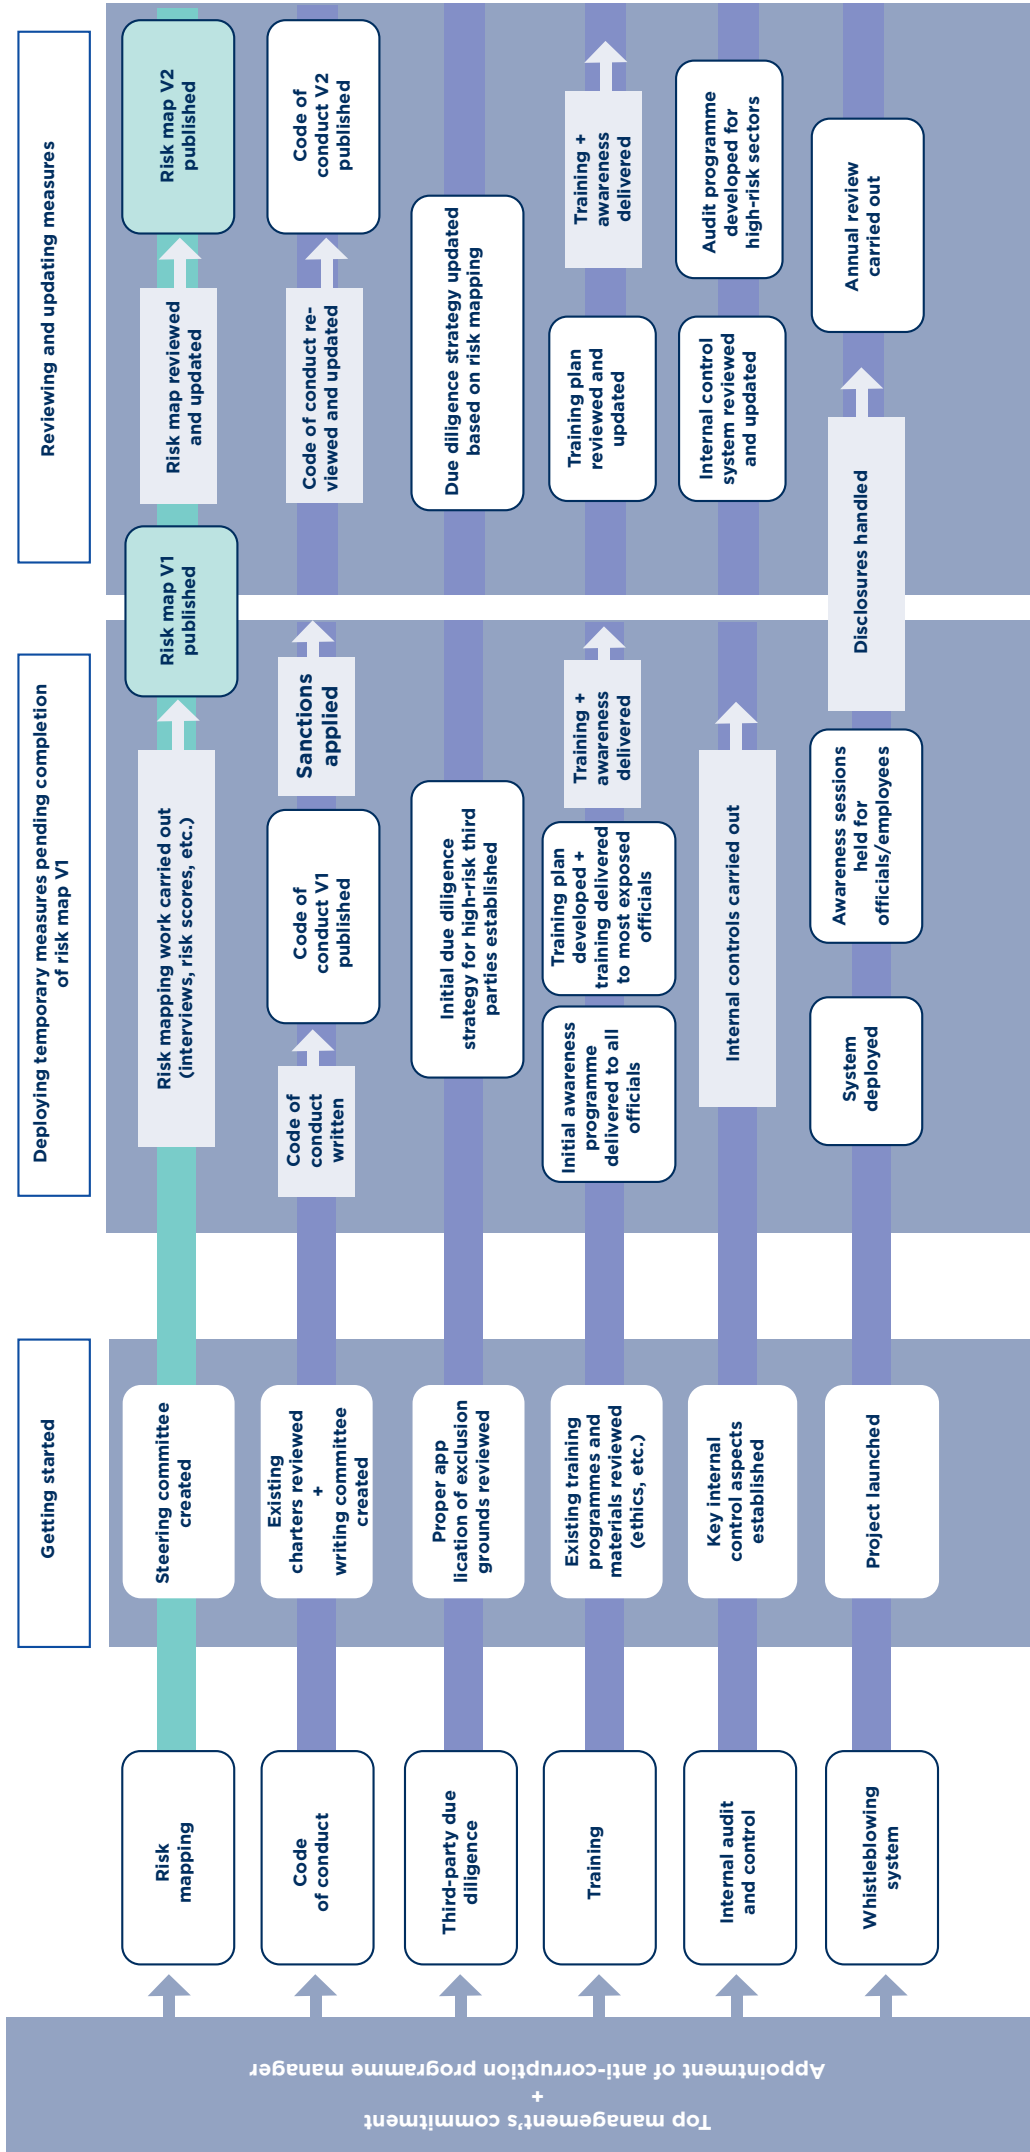 Top management's commitment
+
Appointment of anti-corruption programme manager
Getting started
Deploying temporary measures pending completion
of risk map V1
Reviewing and updating measures
Risk
mapping
Steering committee
created
Risk mapping work carried out
(interviews, risk scores, etc.)
Risk map V1
published
Risk map reviewed
and updated
Risk map V2
published
Code
of conduct
Existing
charters reviewed
+
writing committee
created
Code of
conduct
written
Code of
conduct V1
published
Sanctions
applied
Code of conduct re-
viewed and updated
Code of
conduct V2
published
Third-party due
diligence
Proper app
lication of exclusion
grounds reviewed
Initial due diligence
strategy for high-risk third
parties established
Due diligence strategy updated
based on risk mapping
Training
Existing training
programmes and
materials reviewed
(ethics, etc.)
Initial awareness
programme
delivered to all
officials
Training plan
developed +
training delivered
to most exposed
officials
Training +
awareness
delivered
Training plan
reviewed and
updated
Training +
awareness
delivered
Internal audit
and control
Key internal
control aspects
established
Internal controls carried out
Internal control
system reviewed
and updated
Audit programme
developed for
high-risk sectors
Whistleblowing
system
Project launched
System
deployed
Awareness sessions
held for
officials/employees
Disclosures handled
Annual review
carried out